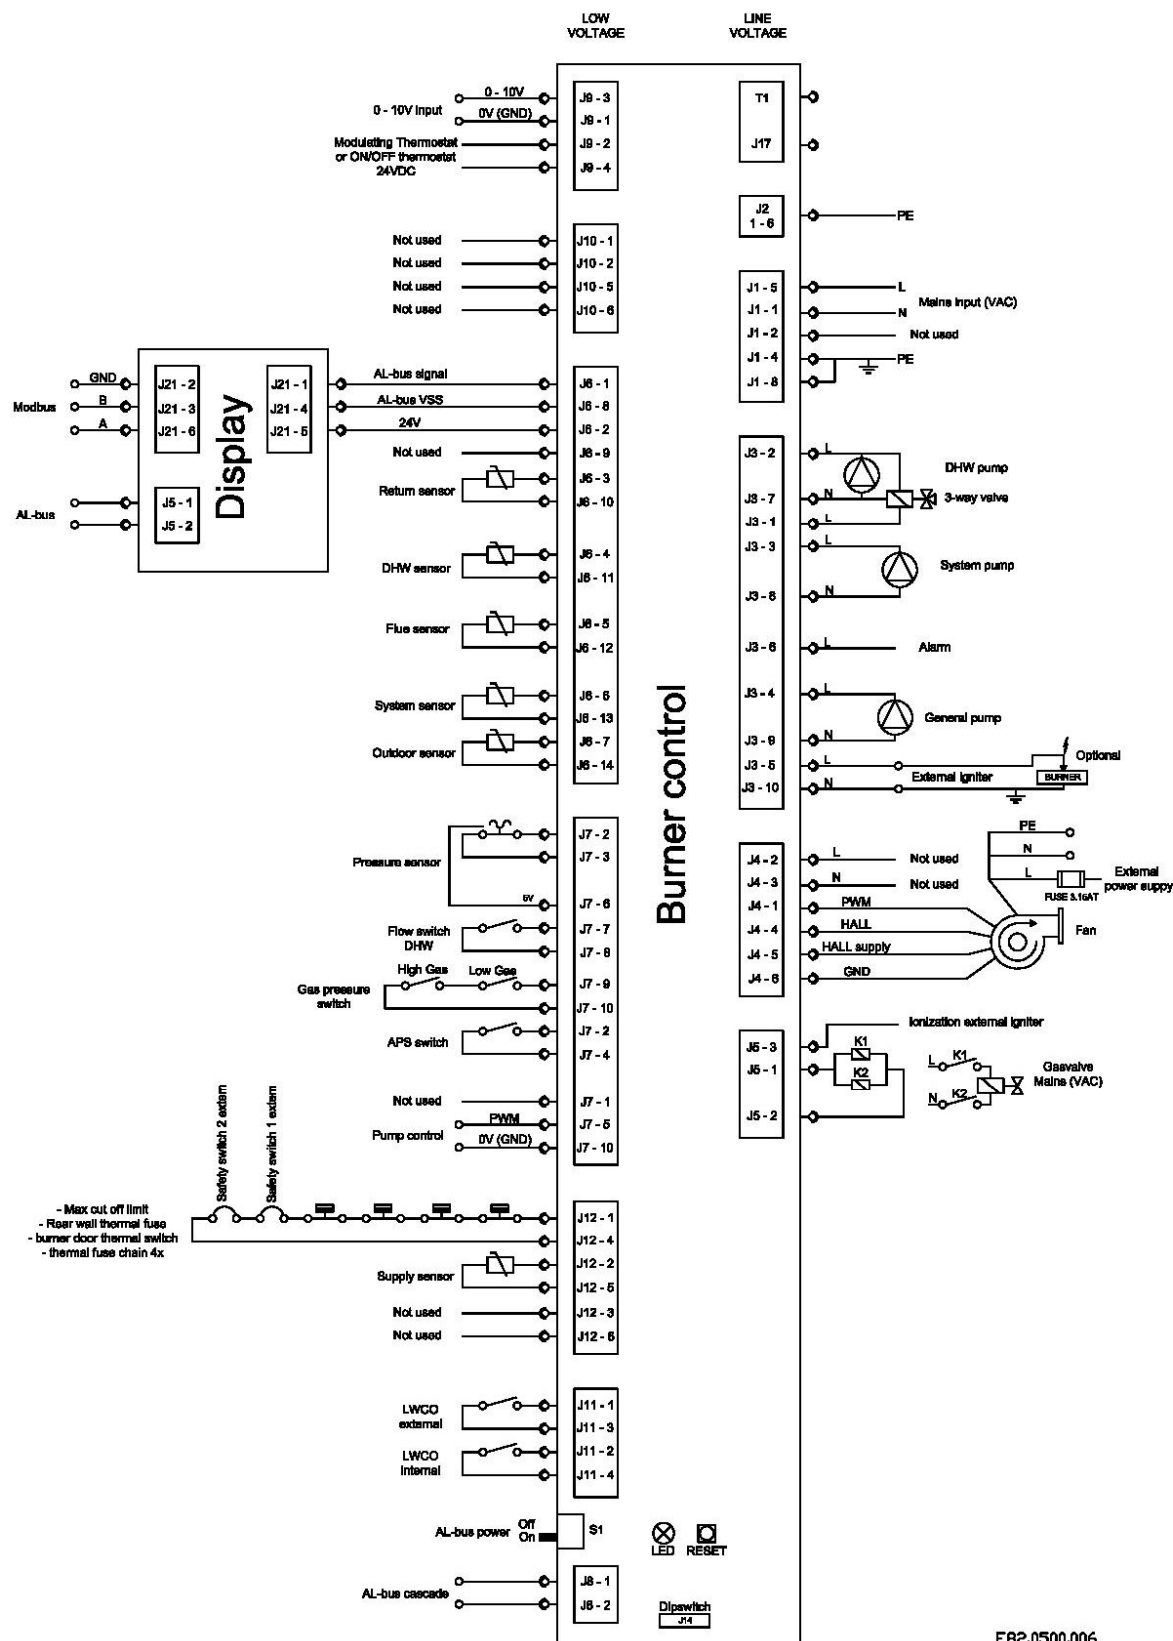 LOW
VOLTAGE
LINE
VOLTAGE
0 - 10V Input
0 - 10V
0V (GND)
J9 - 3
J9 - 1
Modulating Thermostat
or ON/OFF thermostat
24VDC
J9 - 2
J9 - 4
Not used
J10 - 1
Not used
J10 - 2
Not used
J10 - 5
Not used
J10 - 6
Modbus
GND
B
A
J21 - 2
J21 - 3
J21 - 6
AL-bus
J5 - 1
J5 - 2
Display
J21 - 1
J21 - 4
J21 - 5
AL-bus signal
J6 - 1
AL-bus VSS
J6 - 8
24V
J6 - 2
Not used
J6 - 9
Return sensor
J6 - 3
J6 - 10
DHW sensor
J6 - 4
J6 - 11
Flue sensor
J6 - 5
J6 - 12
System sensor
J6 - 6
J6 - 13
Outdoor sensor
J6 - 7
J6 - 14
Pressure sensor
J7 - 2
J7 - 3
5V
J7 - 6
Flow switch
DHW
J7 - 7
J7 - 8
Gas pressure
switch
High Gas
Low Gas
J7 - 9
J7 - 10
APS switch
J7 - 2
J7 - 4
Not used
J7 - 1
Pump control
PWM
J7 - 5
0V (GND)
J7 - 10
Safety switch 2 extern
Safety switch 1 extern
- Max cut off limit
- Rear wall thermal fuse
- burner door thermal switch
- thermal fuse chain 4x
J12 - 1
J12 - 4
Supply sensor
J12 - 2
J12 - 5
Not used
J12 - 3
Not used
J12 - 6
LWCO
external
J11 - 1
J11 - 3
LWCO
internal
J11 - 2
J11 - 4
AL-bus power
Off
On
S1
AL-bus cascade
J8 - 1
J8 - 2
Burner control
LED
RESET
Dipswitch
J14
T1
J17
J2
1 - 6
PE
J1 - 5
L
J1 - 1
N
Mains input (VAC)
J1 - 2
Not used
J1 - 4
PE
J1 - 8
J3 - 2
L
DHW pump
J3 - 7
N
3-way valve
J3 - 1
L
J3 - 3
L
System pump
J3 - 8
N
J3 - 6
L
Alarm
J3 - 4
L
General pump
J3 - 9
N
J3 - 5
L
Optional
External igniter
BURNER
J3 - 10
N
J4 - 2
L
Not used
J4 - 3
N
Not used
J4 - 1
PWM
J4 - 4
HALL
J4 - 5
HALL supply
J4 - 6
GND
PE
N
L
FUSE 3.15AT
External
power suppy
Fan
Ionization external igniter
J5 - 3
J5 - 1
J5 - 2
K1
K2
L
K1
N
K2
Gasvalve
Mains (VAC)
E82.0500.006